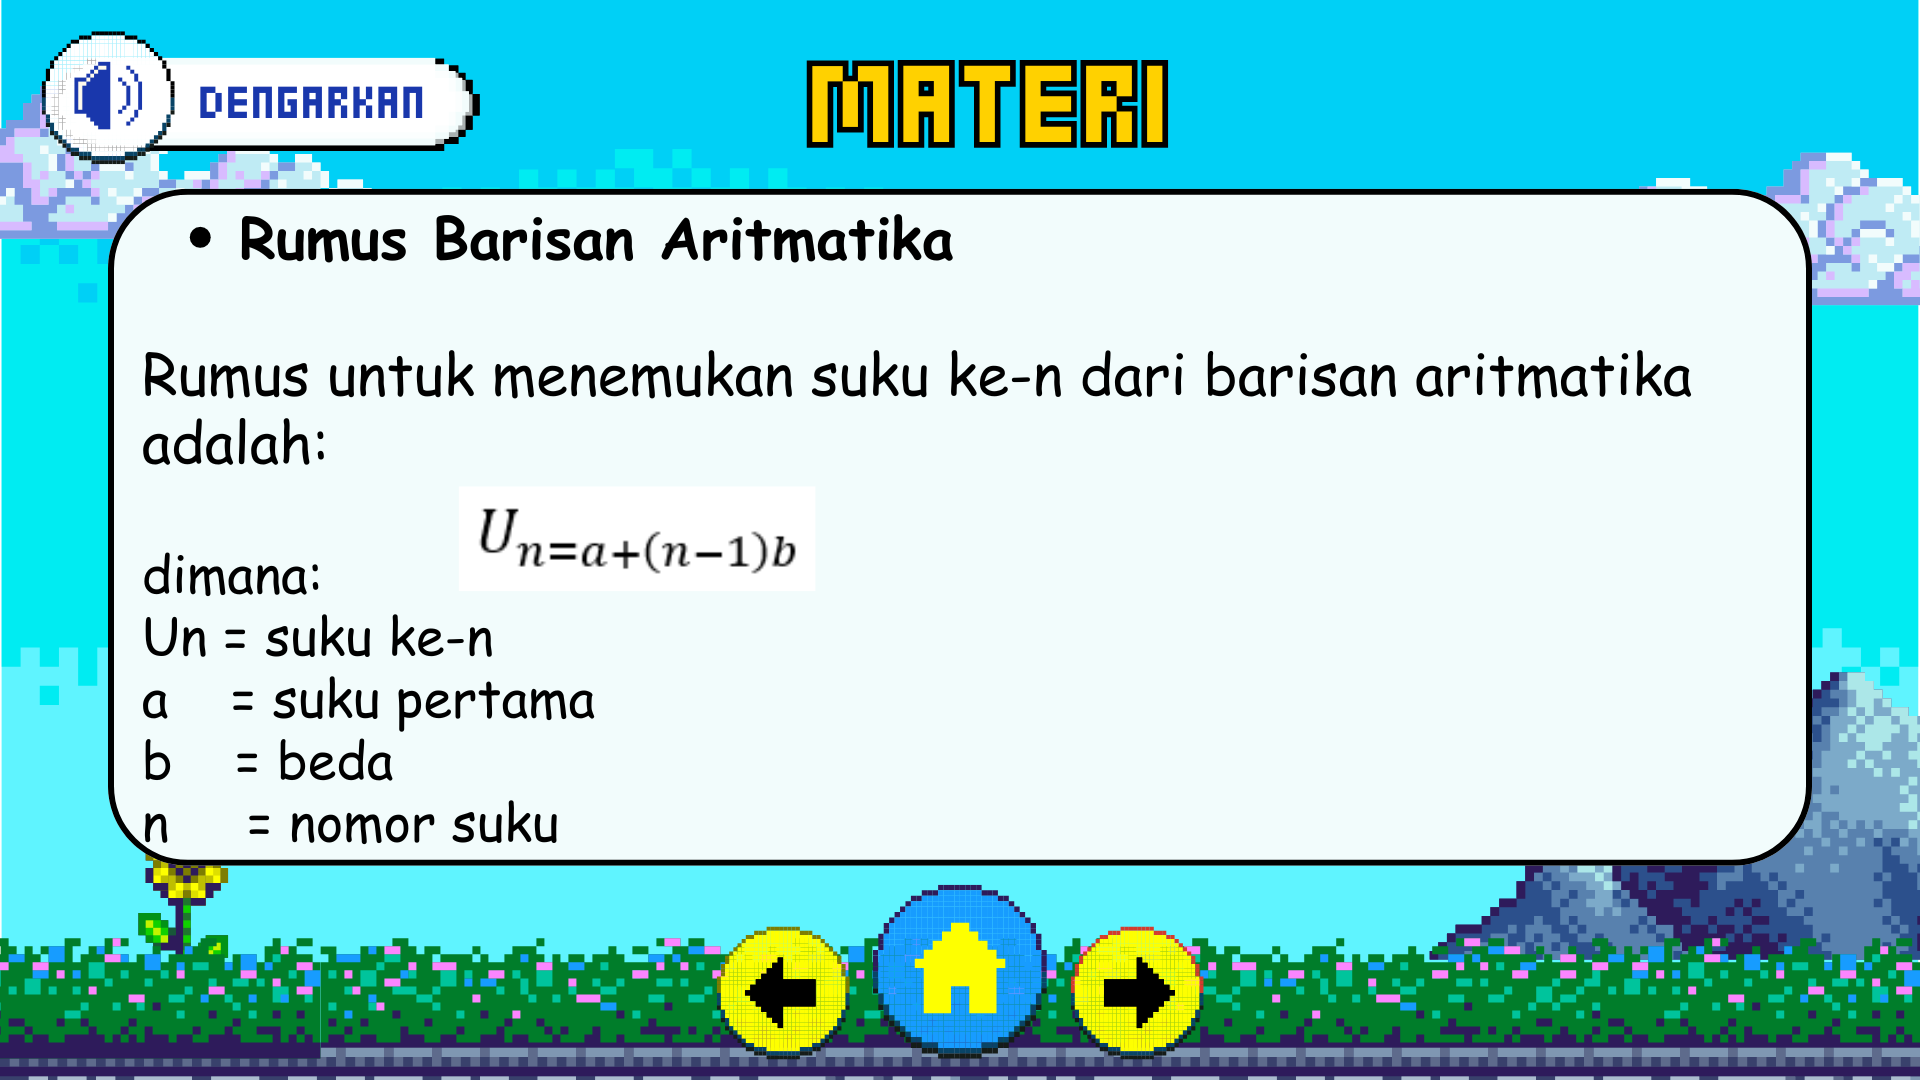 DENGARKAN
MATERI
• Rumus Barisan Aritmatika
Rumus untuk menemukan suku ke-n dari barisan aritmatika
adalah:
Uₙ₌ₐ₊₍ₙ₋₁₎b
dimana:
Un = suku ke-n
a = suku pertama
b = beda
n = nomor suku